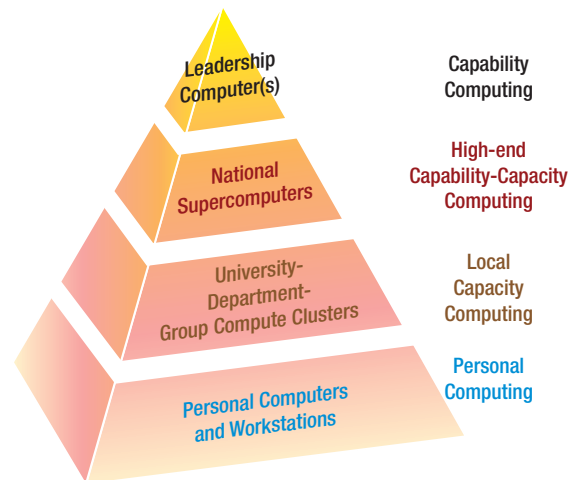 Leadership
Computer(s)
Capability
Computing
National
Supercomputers
High-end
Capability-Capacity
Computing
University-
Department-
Group Compute Clusters
Local
Capacity
Computing
Personal Computers
and Workstations
Personal
Computing